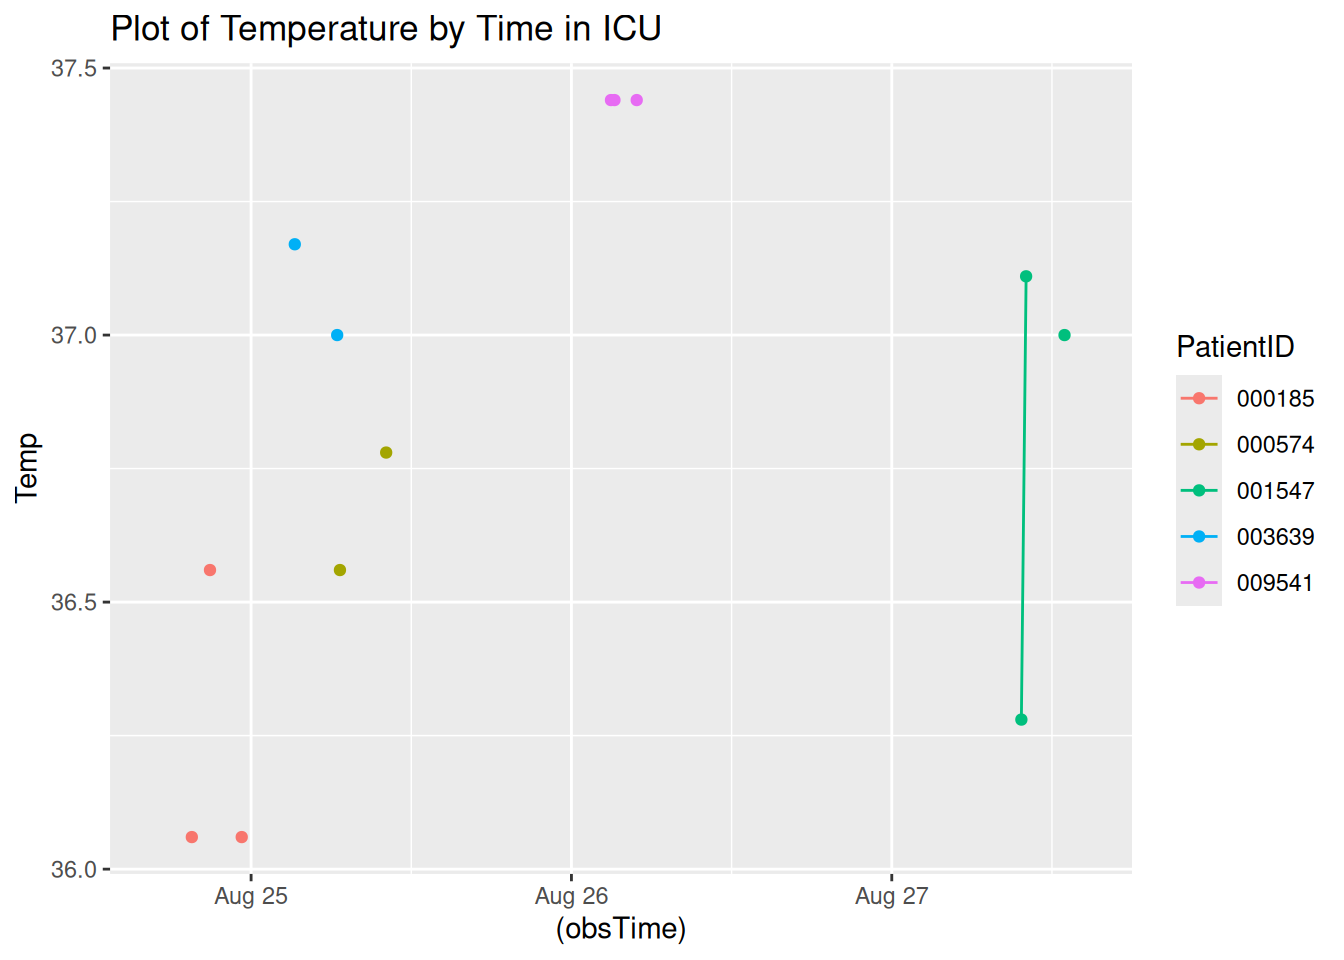 Plot of Temperature by Time in ICU
37.5
37.0
36.5
36.0
Temp
Aug 25
Aug 26
Aug 27
(obsTime)
PatientID
000185
000574
001547
003639
009541